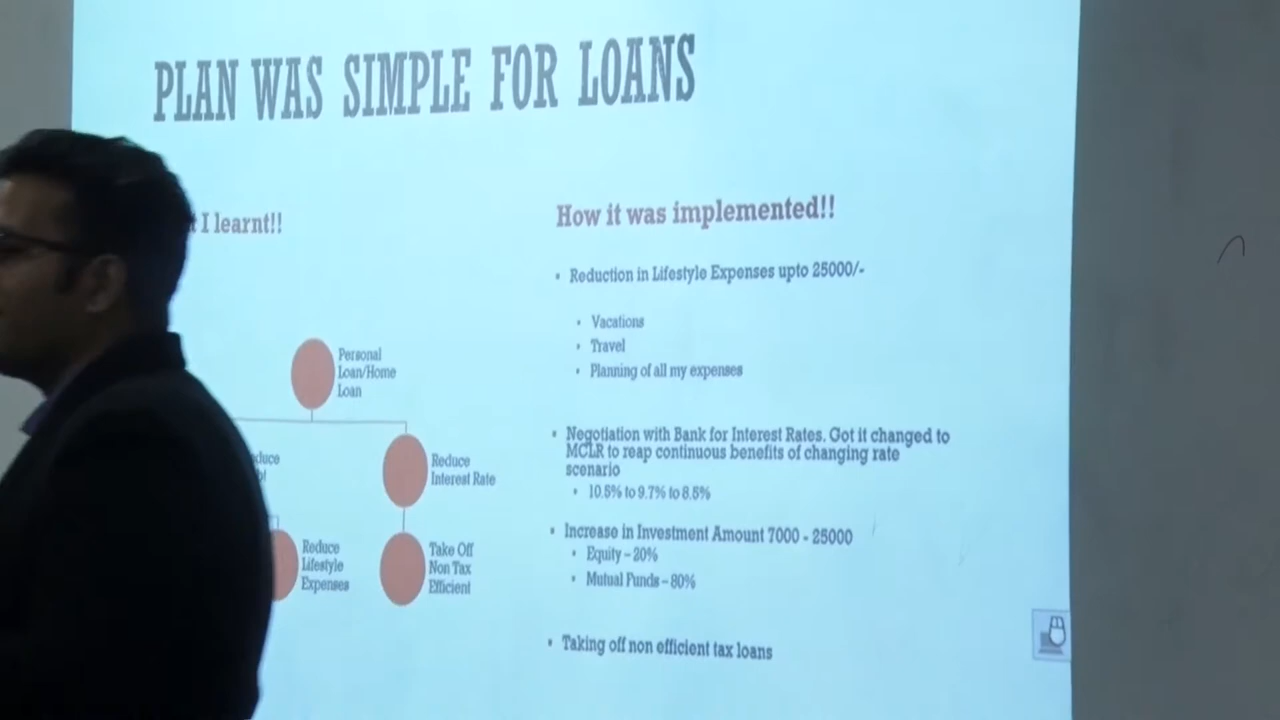 PLAN WAS SIMPLE FOR LOANS
I learnt!!
Personal
Loan/Home
Loan
Reduce
Interest Rate
Reduce
Lifestyle
Expenses
Take Off
Non Tax
Efficient
How it was implemented!!
Reduction in Lifestyle Expenses upto 25000/-
Vacations
Travel
Planning of all my expenses
Negotiation with Bank for Interest Rates. Got it changed to
MCLR to reap continuous benefits of changing rate
scenario
10.5% to 9.7% to 8.5%
Increase in Investment Amount 7000 - 25000
Equity – 20%
Mutual Funds – 80%
Taking off non efficient tax loans